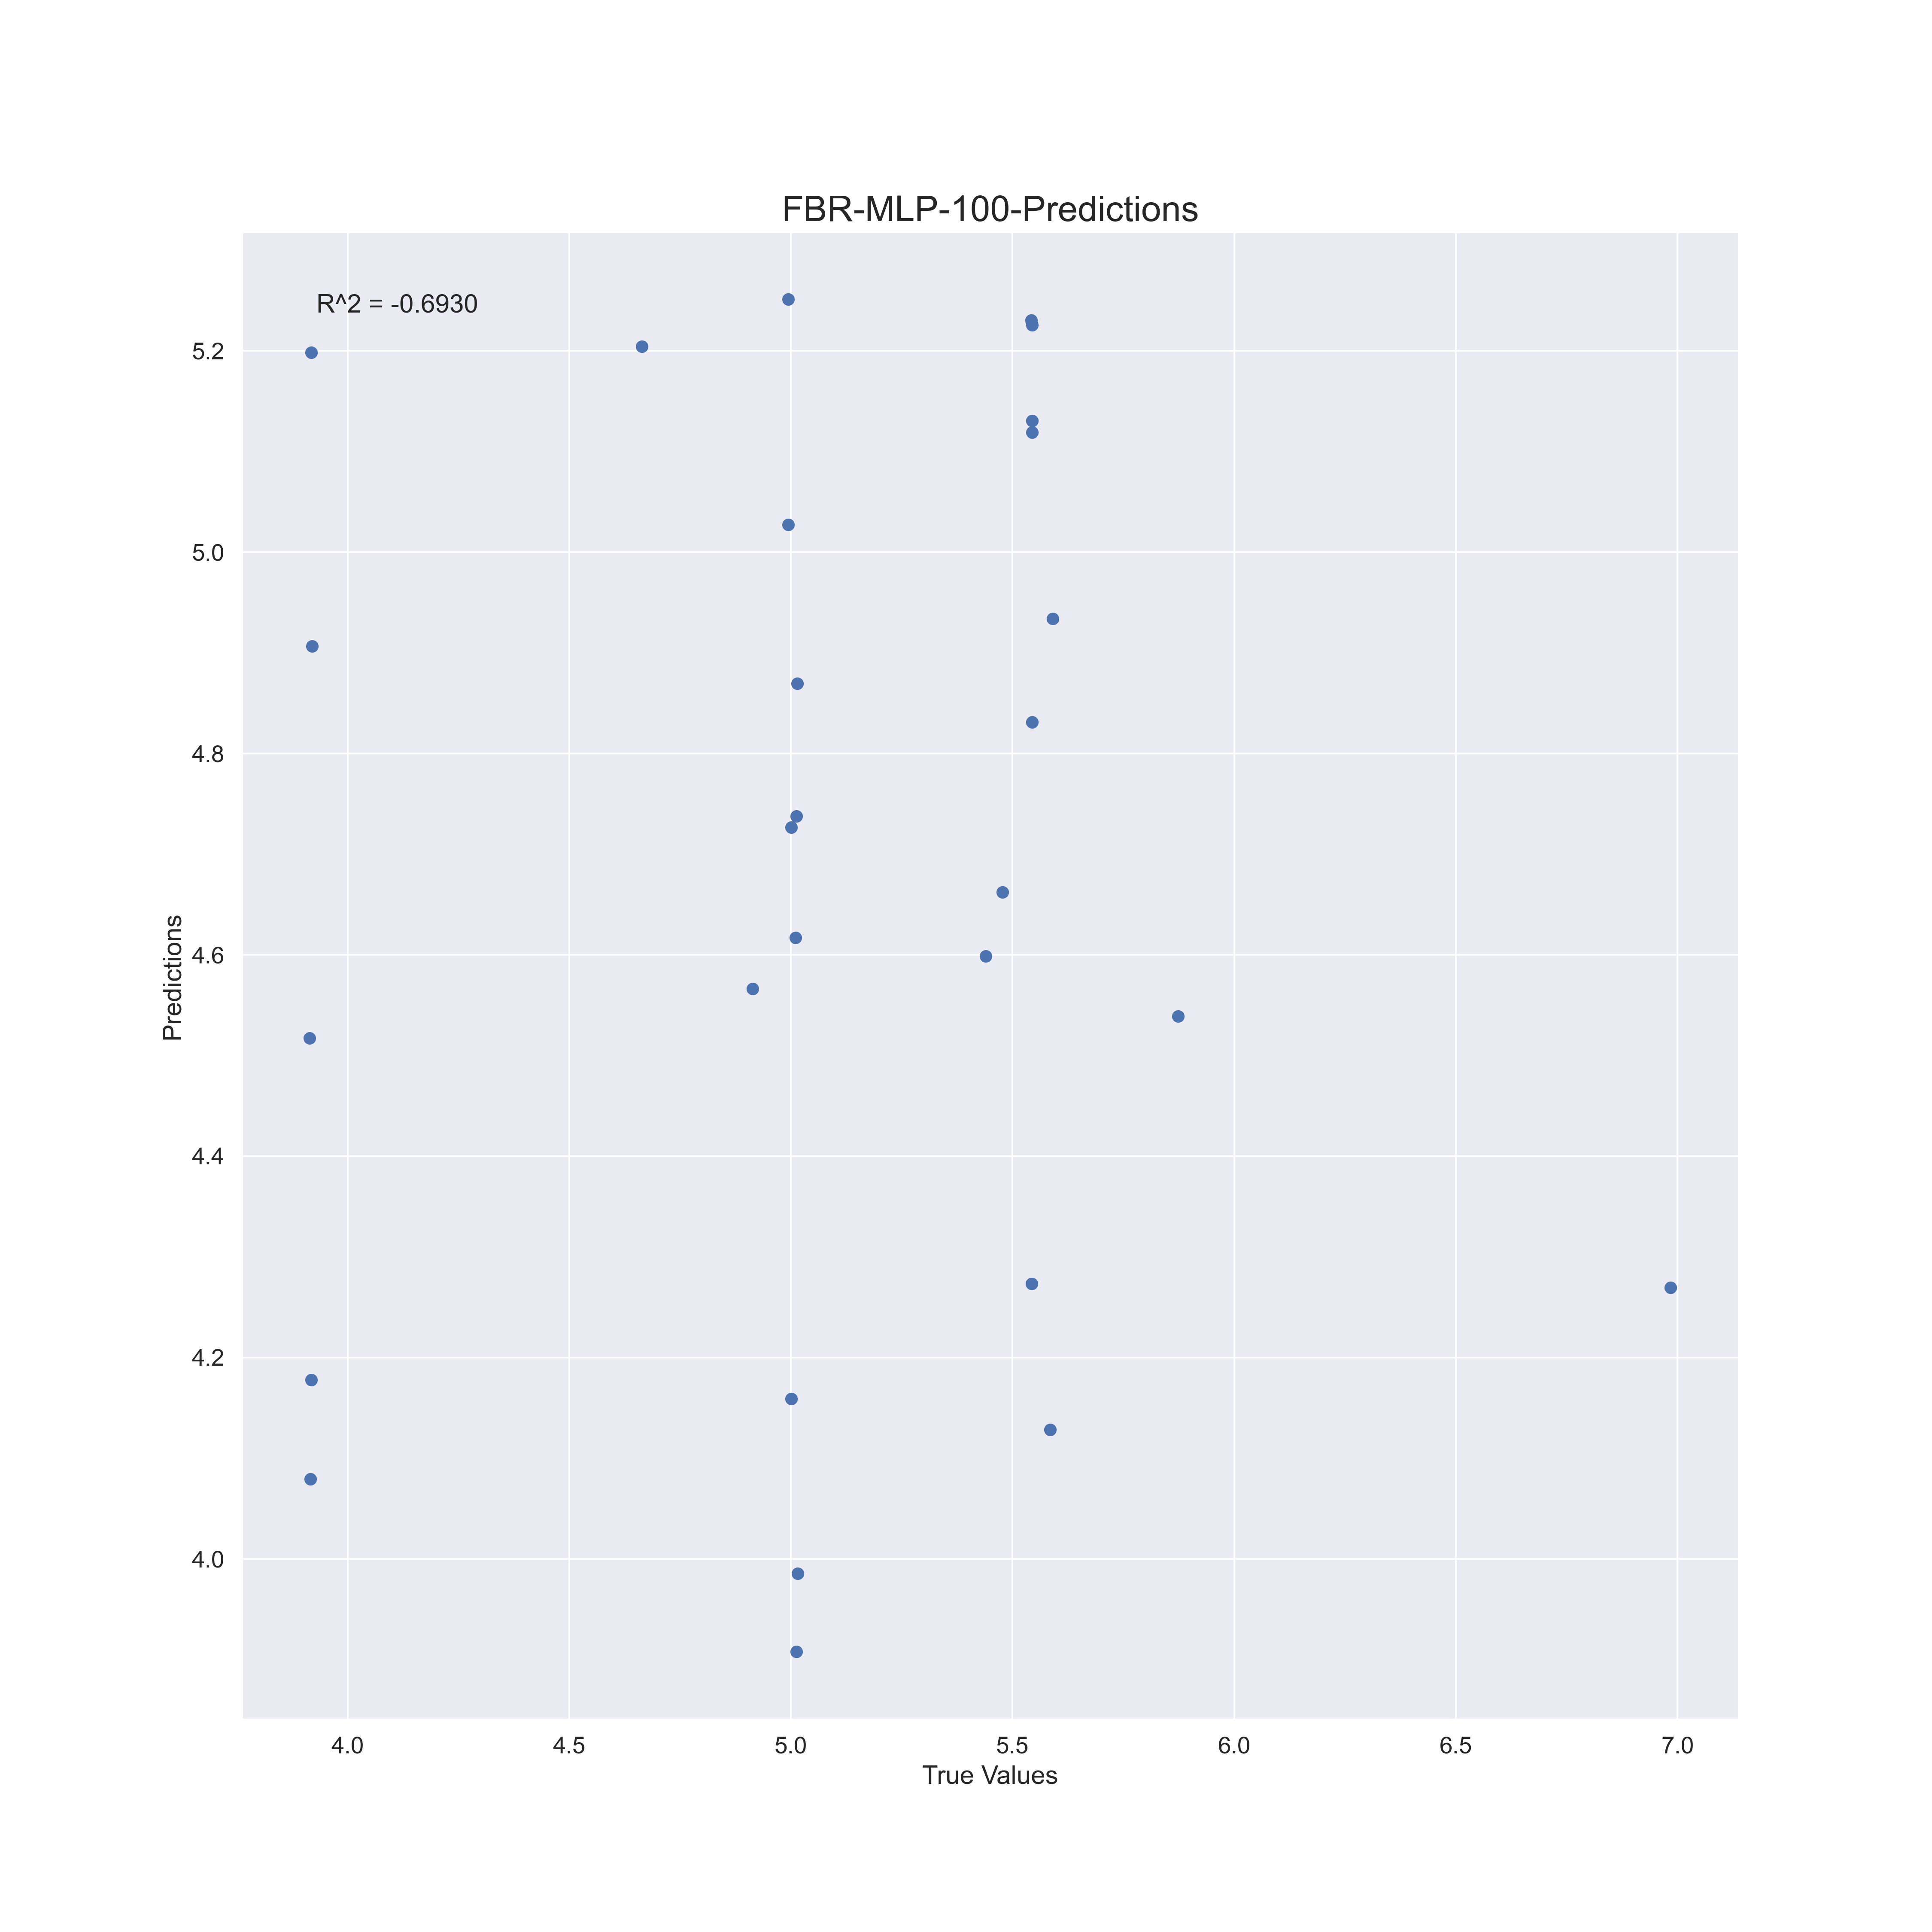 FBR-MLP-100-Predictions
R^2 = -0.6930
5.2
5.0
4.8
4.6
4.4
4.2
4.0
Predictions
4.0 4.5 5.0 5.5 6.0 6.5 7.0
True Values